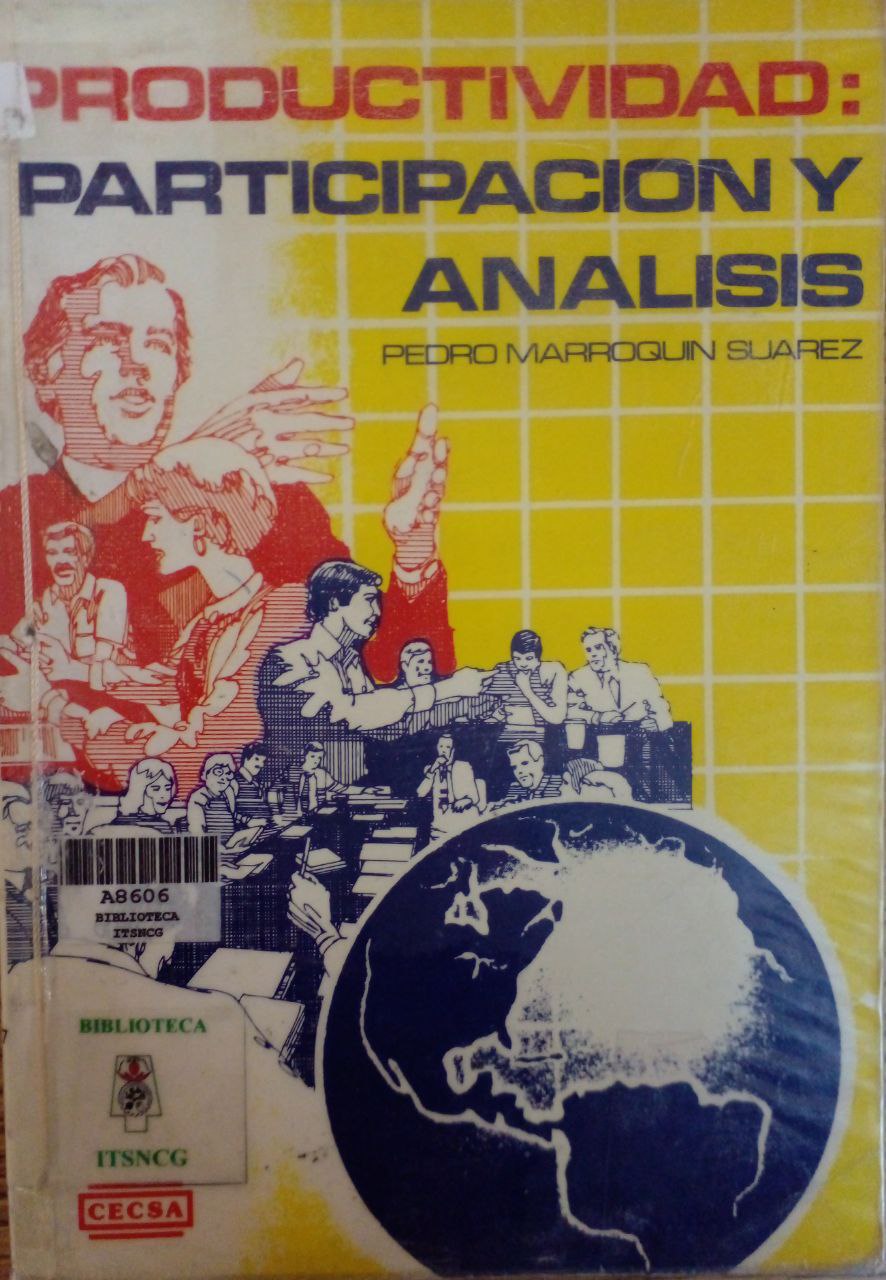 PRODUCTIVIDAD:
PARTICIPACION Y
ANALISIS
PEDRO MARROQUIN SUAREZ
A8606
BIBLIOTECA
ITSNCG
BIBLIOTECA
ITSNCG
CECSA